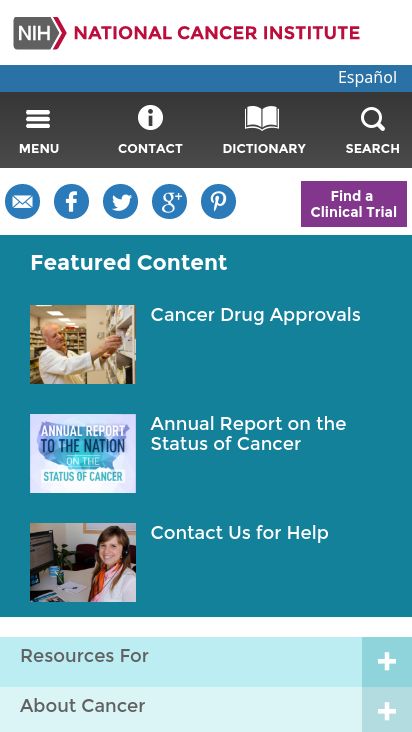 NIH NATIONAL CANCER INSTITUTE
Español
MENU CONTACT DICTIONARY SEARCH
Find a
Clinical Trial
Featured Content
Cancer Drug Approvals
ANNUAL REPORT
TO THE NATION
ON THE
STATUS OF CANCER
Annual Report on the
Status of Cancer
Contact Us for Help
Resources For
About Cancer